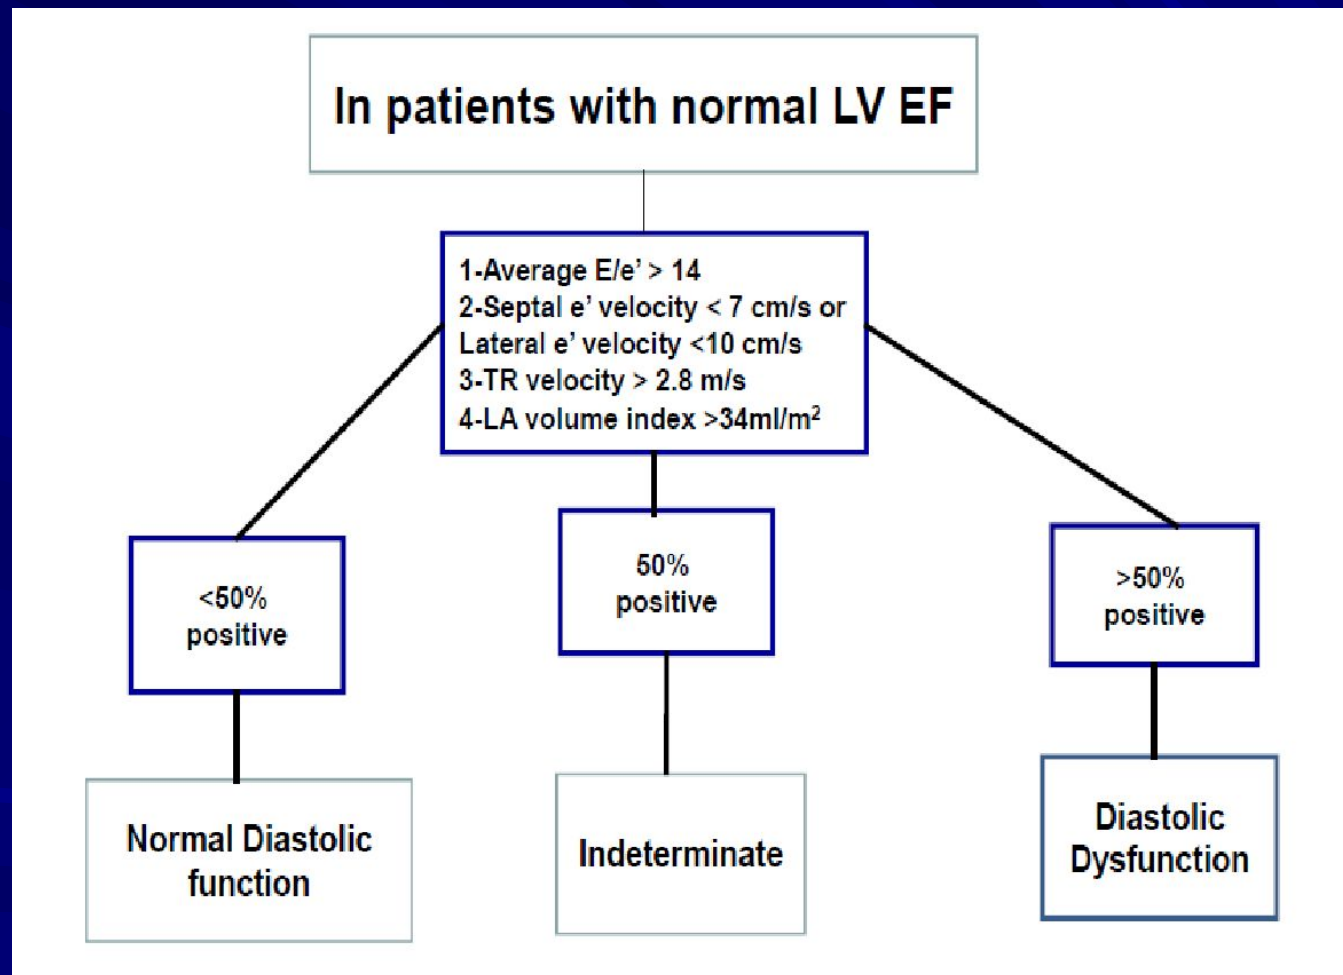 In patients with normal LV EF
1-Average E/e’ > 14
2-Septal e’ velocity < 7 cm/s or
Lateral e’ velocity <10 cm/s
3-TR velocity > 2.8 m/s
4-LA volume index >34ml/m²
<50%
positive
50%
positive
>50%
positive
Normal Diastolic
function
Indeterminate
Diastolic
Dysfunction